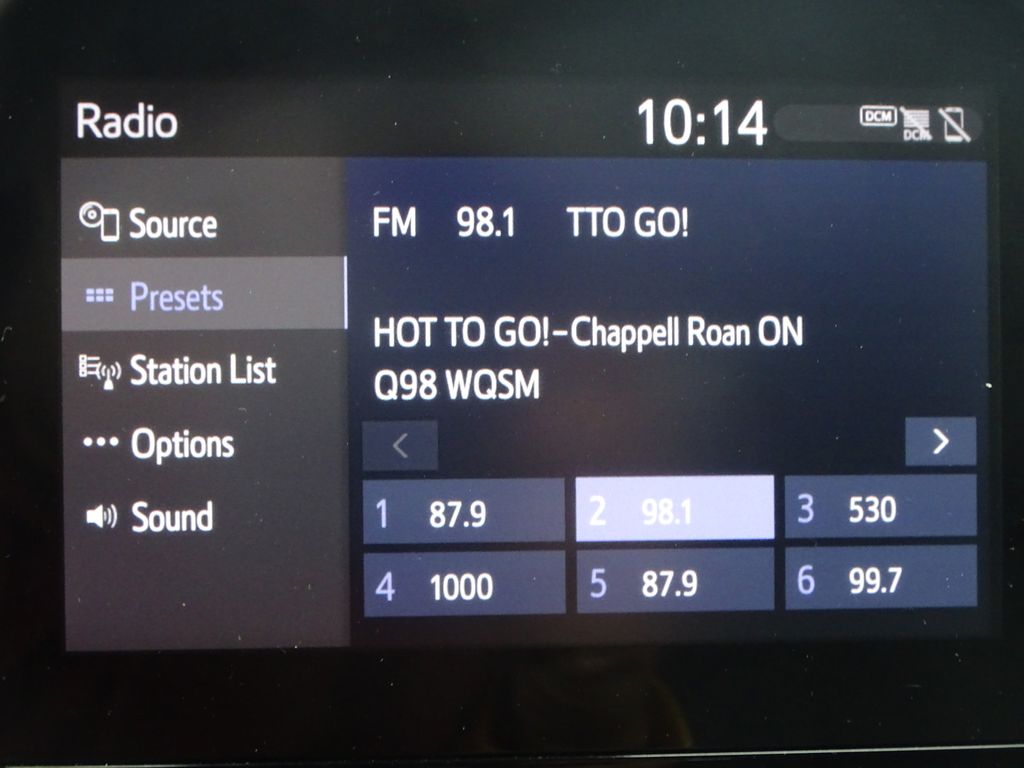 Radio
10:14
DCM
DCM
Source
Presets
Station List
Options
Sound
FM 98.1 TTO GO!
HOT TO GO!-Chappell Roan ON
Q98 WQSM
<
>
1 87.9
2 98.1
3 530
4 1000
5 87.9
6 99.7